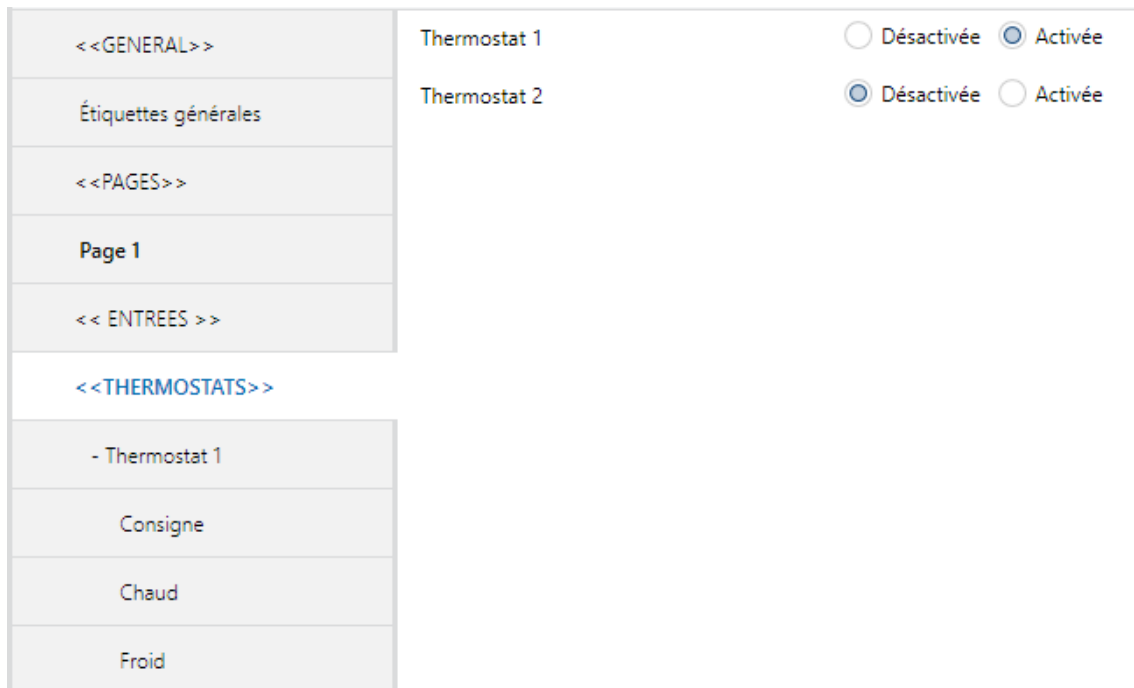 <<GENERAL>>
Étiquettes générales
<<PAGES>>
Page 1
<< ENTREES >>
<<THERMOSTATS>>
- Thermostat 1
Consigne
Chaud
Froid
Thermostat 1 Désactivée Activée
Thermostat 2 Désactivée Activée